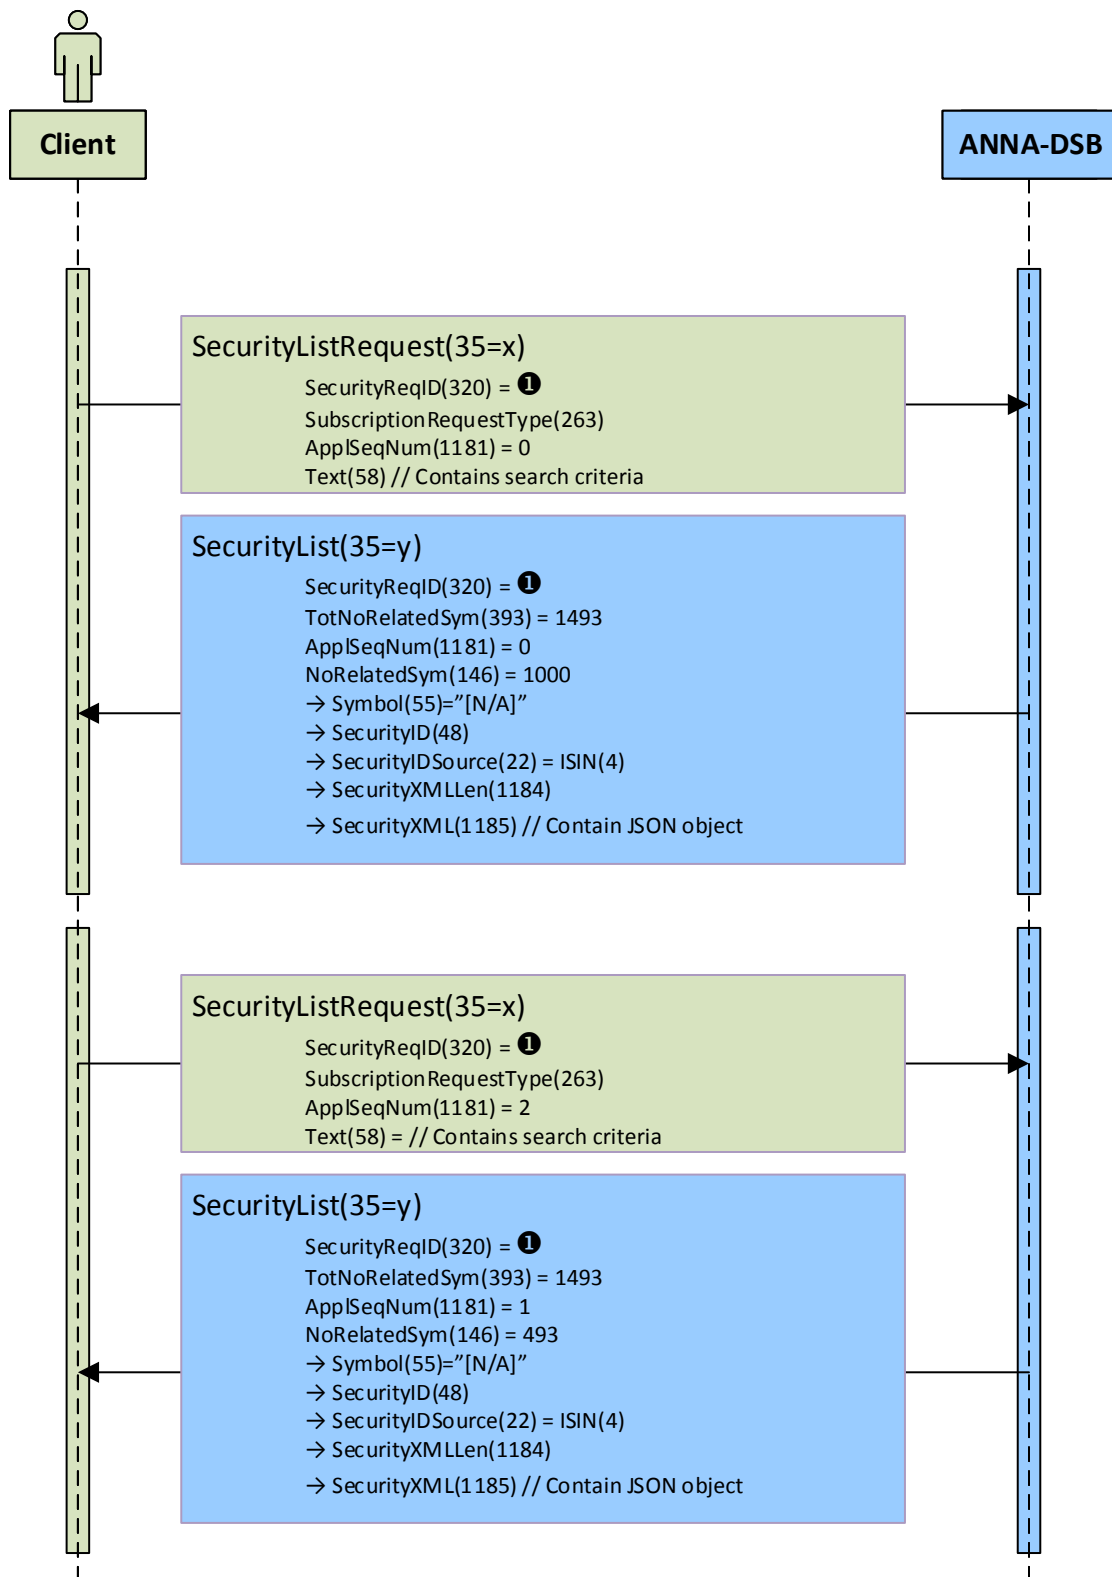 Client
ANNA-DSB
SecurityListRequest(35=x)
SecurityReqID(320) = ❶
SubscriptionRequestType(263)
ApplSeqNum(1181) = 0
Text(58) // Contains search criteria
SecurityList(35=y)
SecurityReqID(320) = ❶
TotNoRelatedSym(393) = 1493
ApplSeqNum(1181) = 0
NoRelatedSym(146) = 1000
→ Symbol(55)=”[N/A]”
→ SecurityID(48)
→ SecurityIDSource(22) = ISIN(4)
→ SecurityXMLLen(1184)
→ SecurityXML(1185) // Contain JSON object
SecurityListRequest(35=x)
SecurityReqID(320) = ❶
SubscriptionRequestType(263)
ApplSeqNum(1181) = 2
Text(58) = // Contains search criteria
SecurityList(35=y)
SecurityReqID(320) = ❶
TotNoRelatedSym(393) = 1493
ApplSeqNum(1181) = 1
NoRelatedSym(146) = 493
→ Symbol(55)=”[N/A]”
→ SecurityID(48)
→ SecurityIDSource(22) = ISIN(4)
→ SecurityXMLLen(1184)
→ SecurityXML(1185) // Contain JSON object